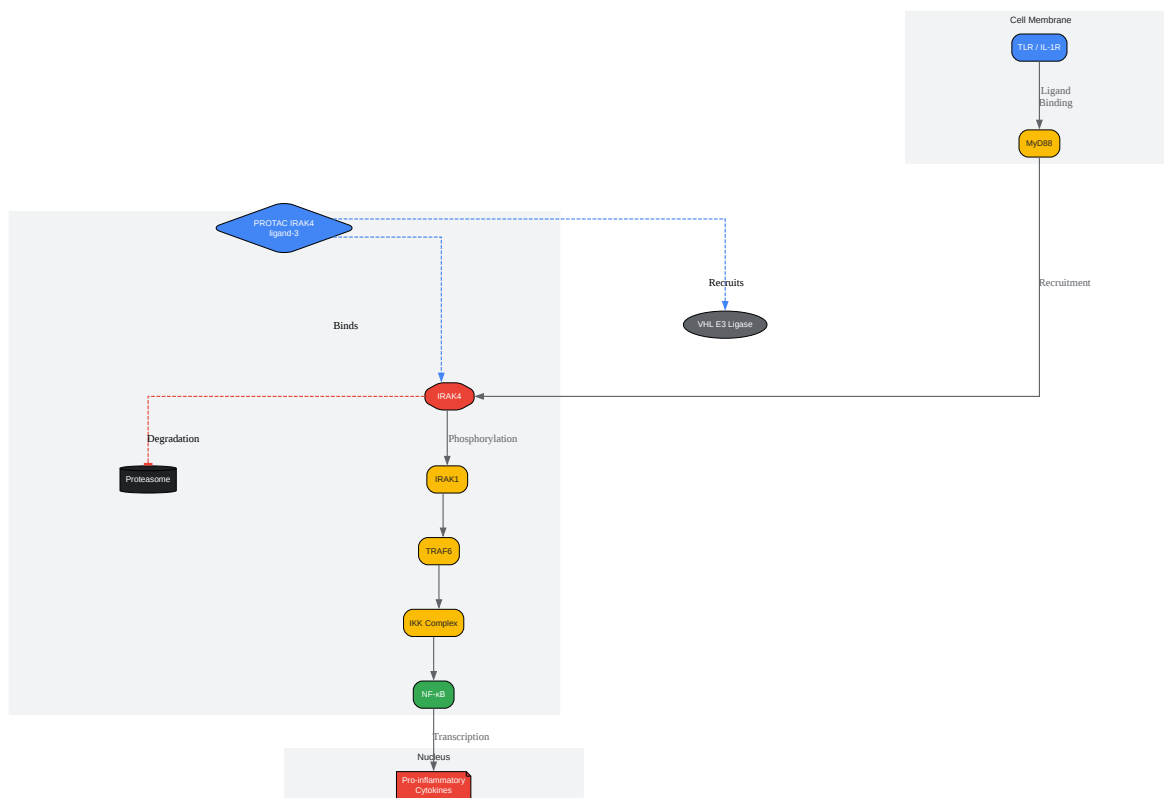 Cell Membrane
TLR / IL-1R
Ligand
Binding
MyD88
PROTAC IRAK4
ligand-3
Recruits
Recruitment
VHL E3 Ligase
Binds
IRAK4
Degradation
Phosphorylation
Proteasome
IRAK1
TRAF6
IKK Complex
NF-κB
Transcription
Nucleus
Pro-inflammatory
Cytokines